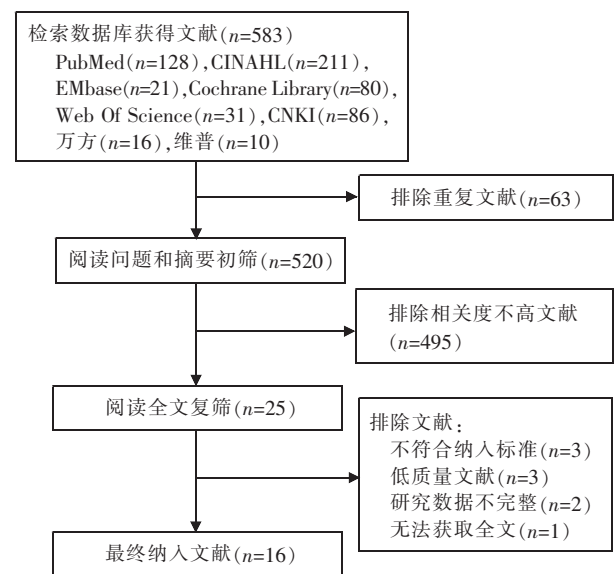 检索数据库获得文献(n=583)
PubMed(n=128),CINAHL(n=211),
EMbase(n=21),Cochrane Library(n=80),
Web Of Science(n=31),CNKI(n=86),
万方(n=16),维普(n=10)
排除重复文献(n=63)
阅读问题和摘要初筛(n=520)
排除相关度不高文献
(n=495)
阅读全文复筛(n=25)
排除文献：
不符合纳入标准(n=3)
低质量文献(n=3)
研究数据不完整(n=2)
无法获取全文(n=1)
最终纳入文献(n=16)